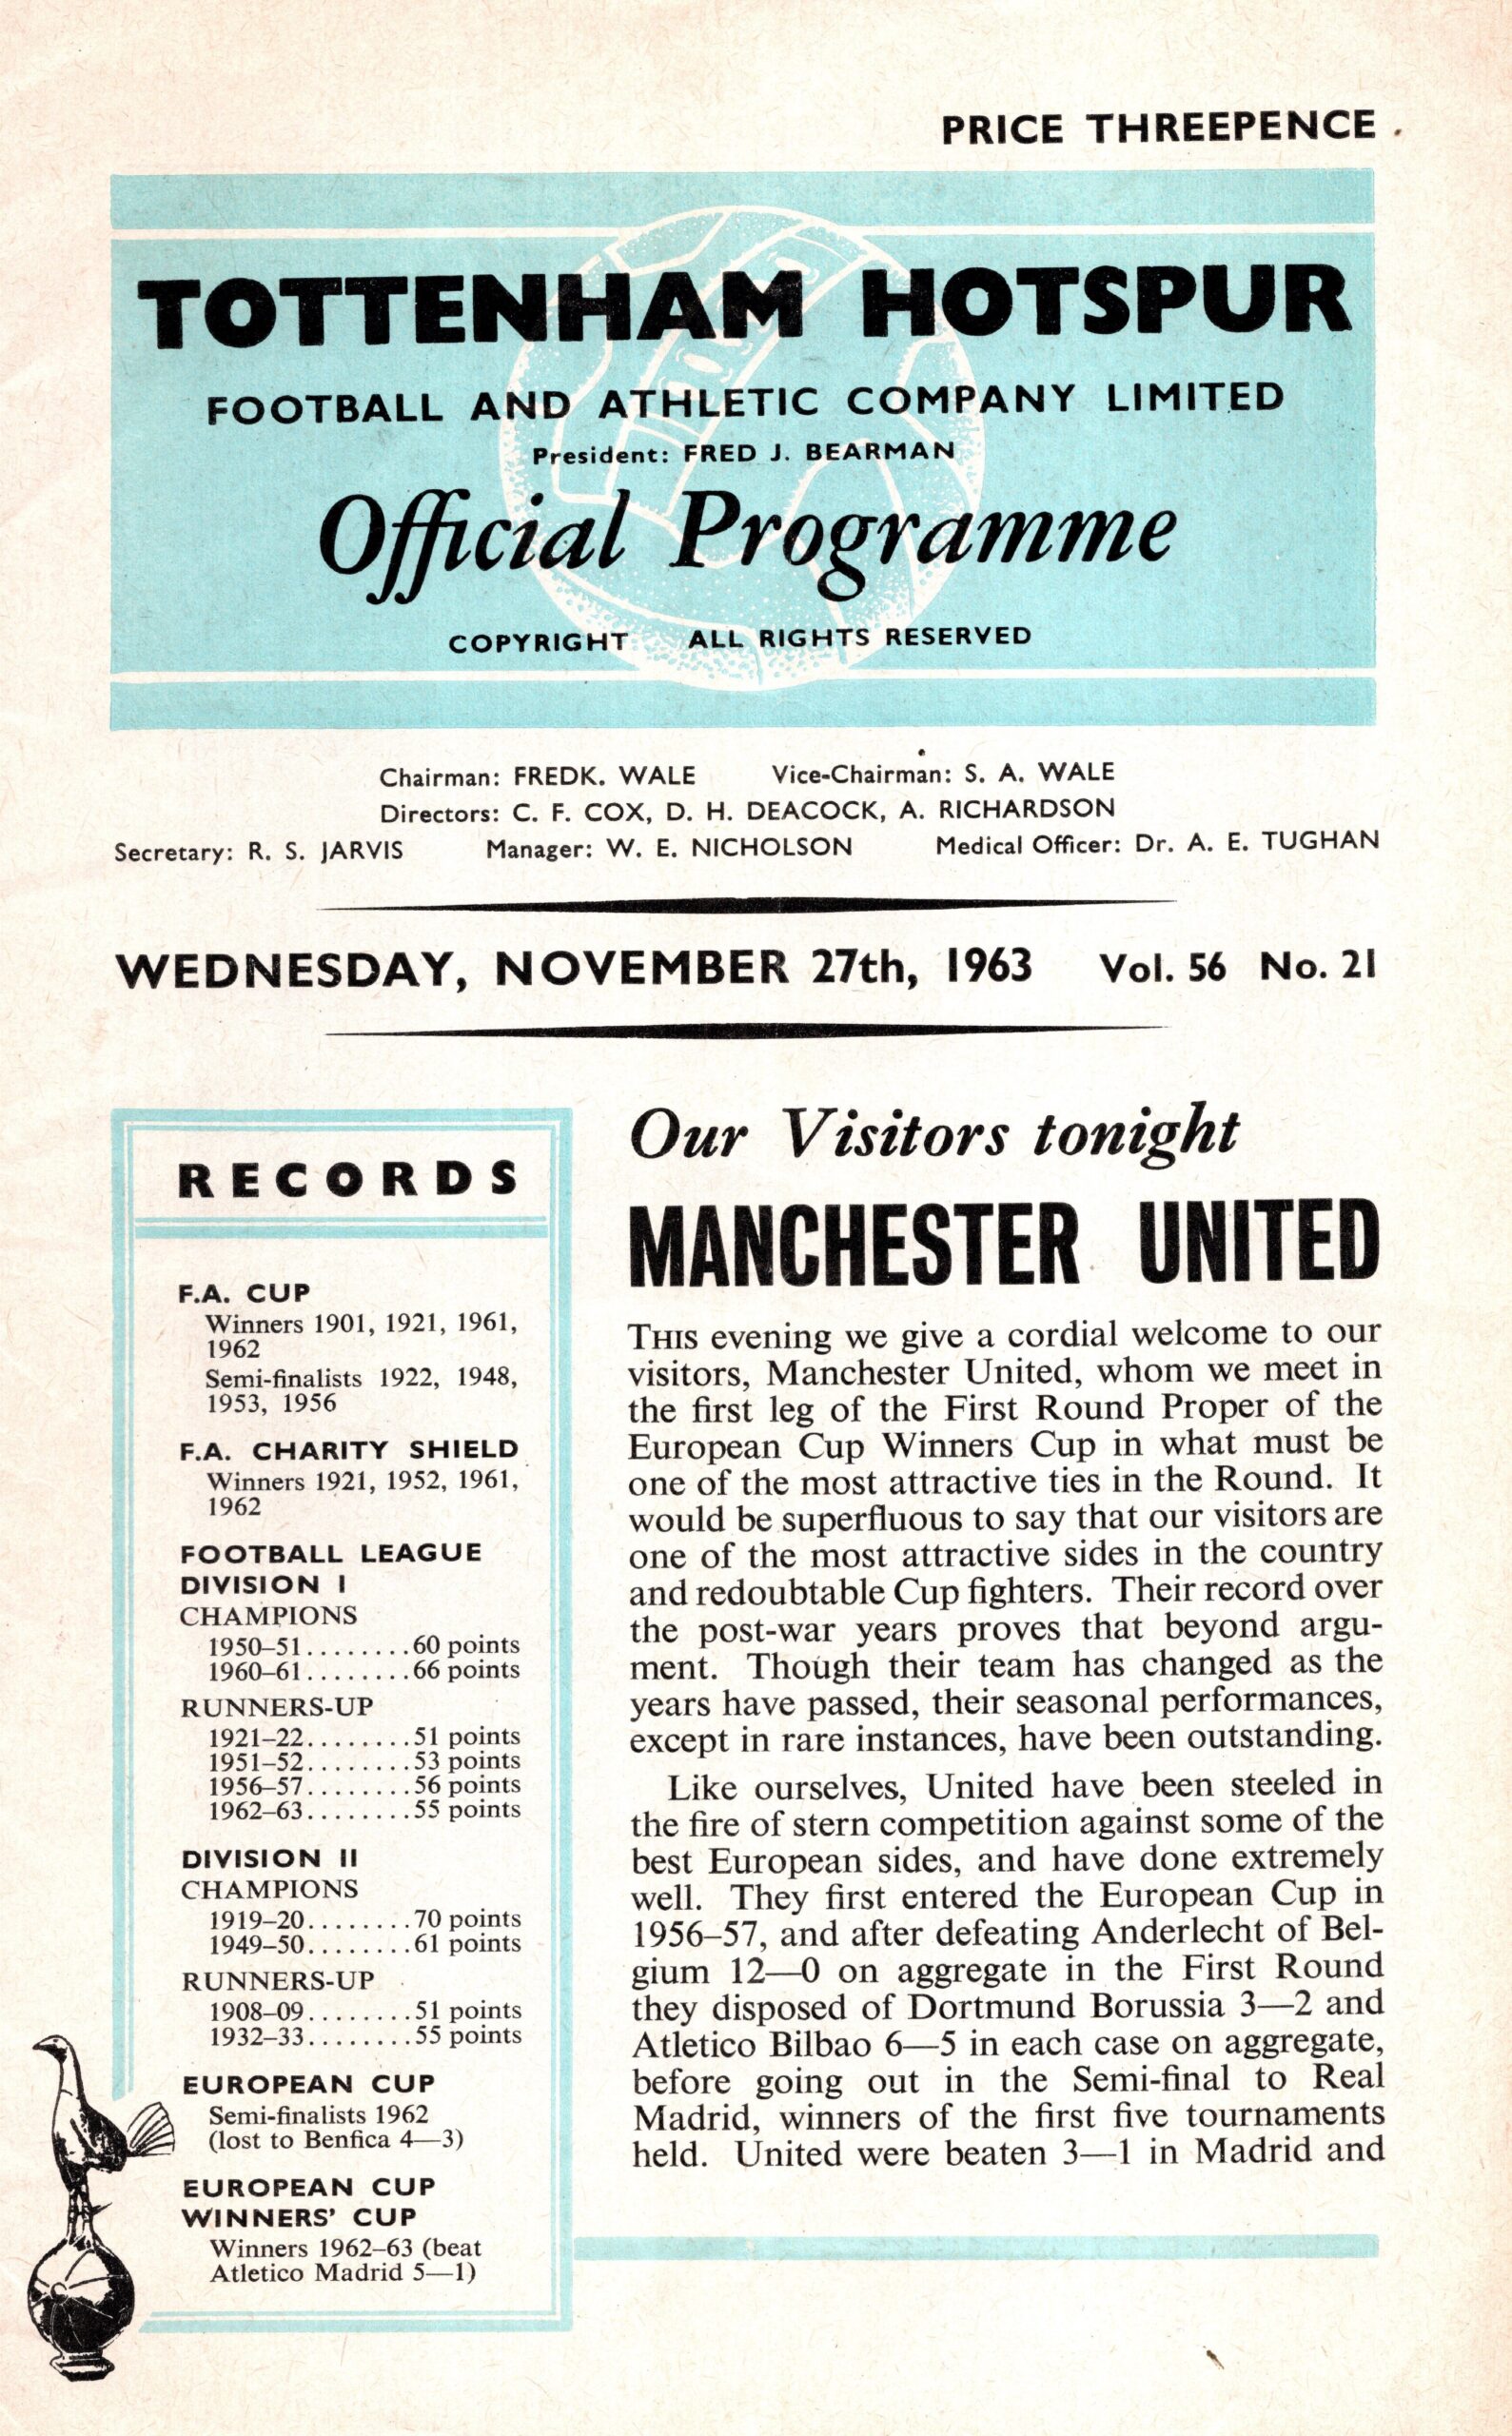 PRICE THREEPENCE
TOTTENHAM HOTSPUR
FOOTBALL AND ATHLETIC COMPANY LIMITED
President: FRED J. BEARMAN
Official Programme
COPYRIGHT ALL RIGHTS RESERVED
Chairman: FREDK. WALE Vice-Chairman: S. A. WALE
Directors: C. F. COX, D. H. DEACOCK, A. RICHARDSON
Secretary: R. S. JARVIS Manager: W. E. NICHOLSON Medical Officer: Dr. A. E. TUGHAN
WEDNESDAY, NOVEMBER 27th, 1963 Vol. 56 No. 21
RECORDS
F.A. CUP
Winners 1901, 1921, 1961,
1962
Semi-finalists 1922, 1948,
1953, 1956
F.A. CHARITY SHIELD
Winners 1921, 1952, 1961,
1962
FOOTBALL LEAGUE
DIVISION I
CHAMPIONS
1950–51........60 points
1960–61........66 points
RUNNERS-UP
1921–22........51 points
1951–52........53 points
1956–57........56 points
1962–63........55 points
DIVISION II
CHAMPIONS
1919–20........70 points
1949–50........61 points
RUNNERS-UP
1908–09........51 points
1932–33........55 points
EUROPEAN CUP
Semi-finalists 1962
(lost to Benfica 4—3)
EUROPEAN CUP
WINNERS' CUP
Winners 1962–63 (beat
Atletico Madrid 5—1)
Our Visitors tonight
MANCHESTER UNITED
THIS evening we give a cordial welcome to our
visitors, Manchester United, whom we meet in
the first leg of the First Round Proper of the
European Cup Winners Cup in what must be
one of the most attractive ties in the Round. It
would be superfluous to say that our visitors are
one of the most attractive sides in the country
and redoubtable Cup fighters. Their record over
the post-war years proves that beyond argu-
ment. Though their team has changed as the
years have passed, their seasonal performances,
except in rare instances, have been outstanding.
Like ourselves, United have been steeled in
the fire of stern competition against some of the
best European sides, and have done extremely
well. They first entered the European Cup in
1956–57, and after defeating Anderlecht of Bel-
gium 12—0 on aggregate in the First Round
they disposed of Dortmund Borussia 3—2 and
Atletico Bilbao 6—5 in each case on aggregate,
before going out in the Semi-final to Real
Madrid, winners of the first five tournaments
held. United were beaten 3—1 in Madrid and